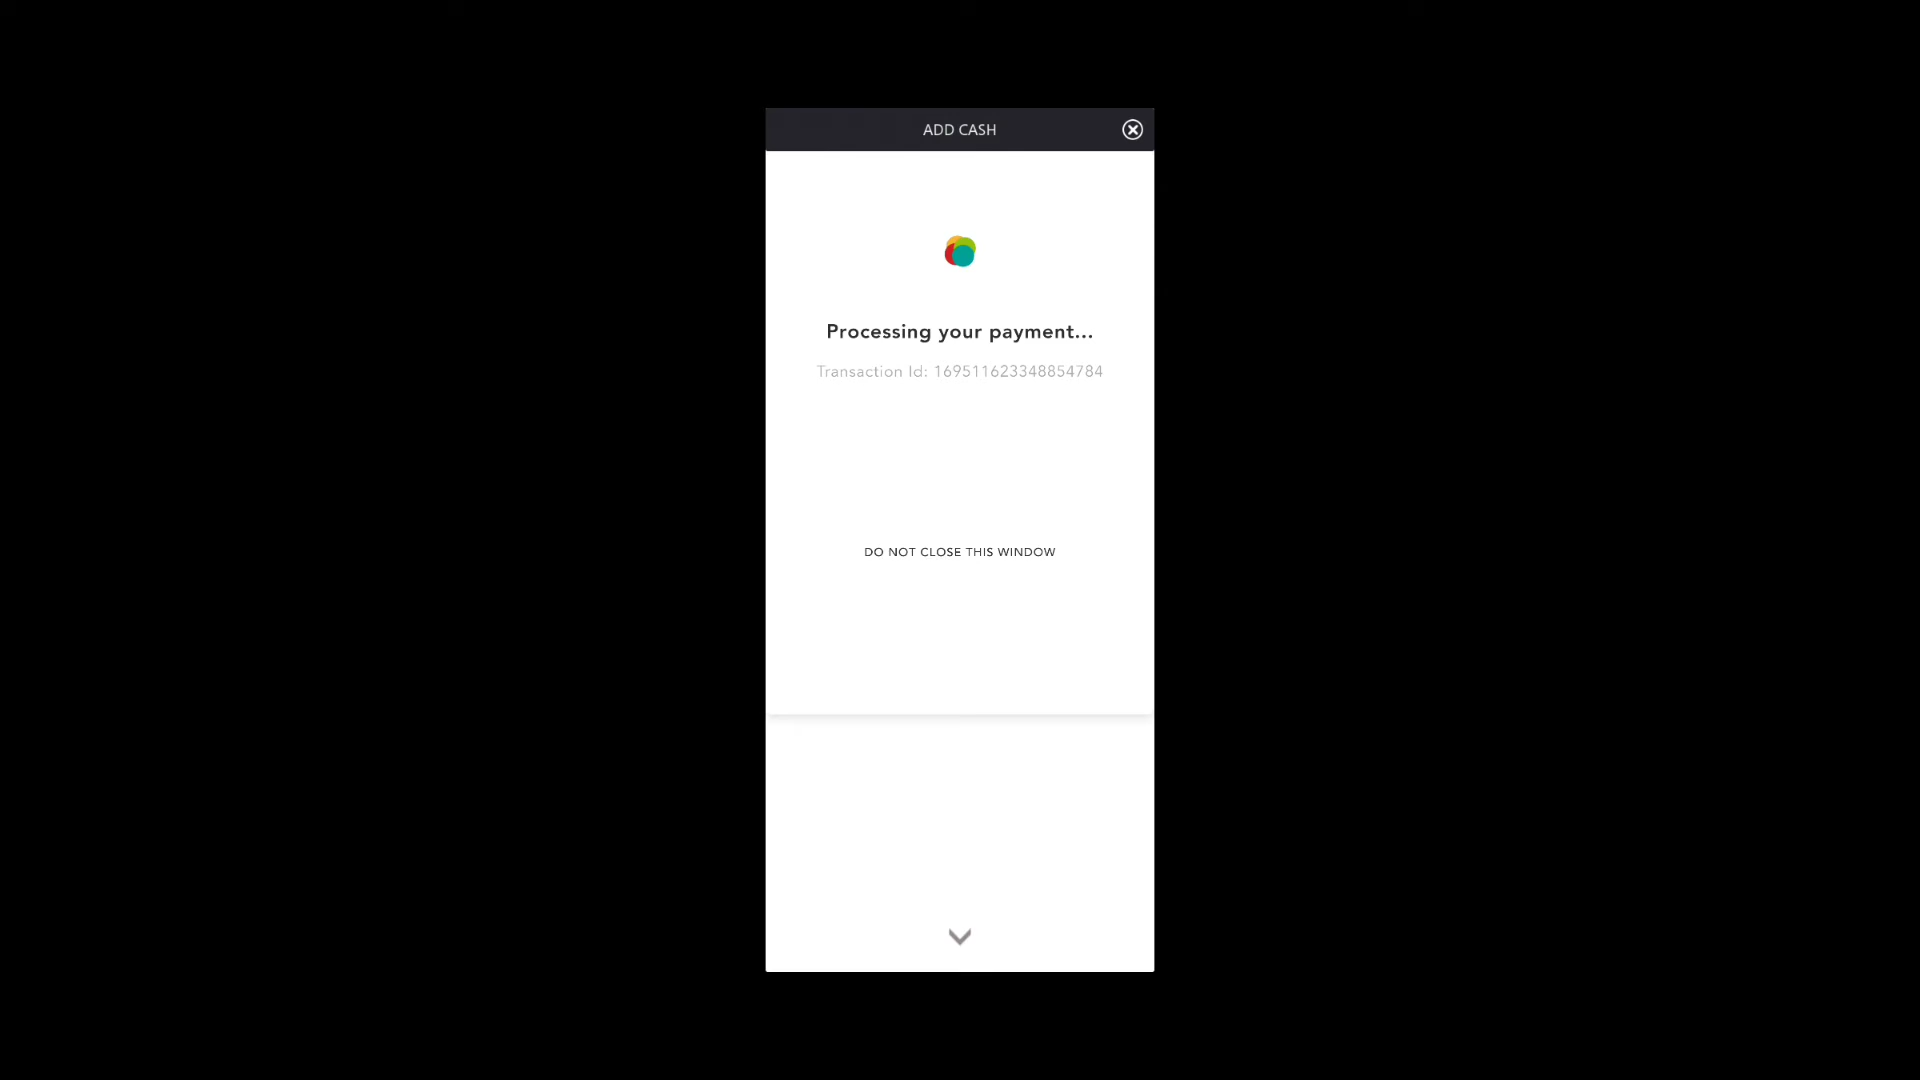 ADD CASH
Processing your payment...
Transaction Id: 169511623348854784
DO NOT CLOSE THIS WINDOW